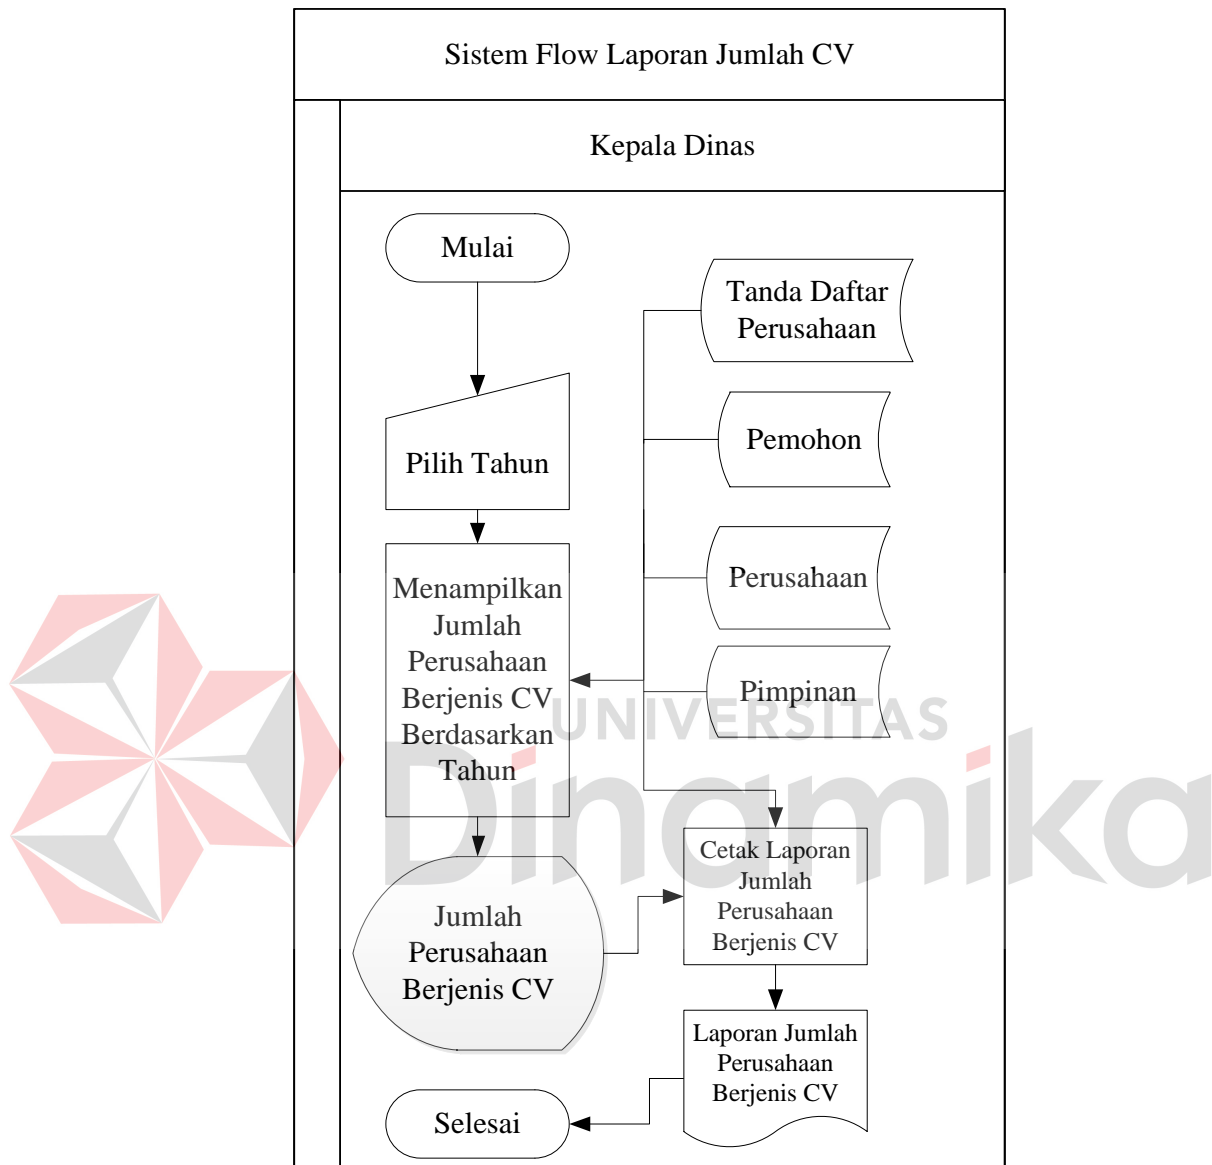 Sistem Flow Laporan Jumlah CV
Kepala Dinas
Mulai
Tanda Daftar
Perusahaan
Pemohon
Pilih Tahun
Perusahaan
Menampilkan
Jumlah
Perusahaan
Berjenis CV
Berdasarkan
Tahun
Pimpinan
UNIVERSITAS
Dinamika
Cetak Laporan
Jumlah
Perusahaan
Berjenis CV
Jumlah
Perusahaan
Berjenis CV
Laporan Jumlah
Perusahaan
Berjenis CV
Selesai